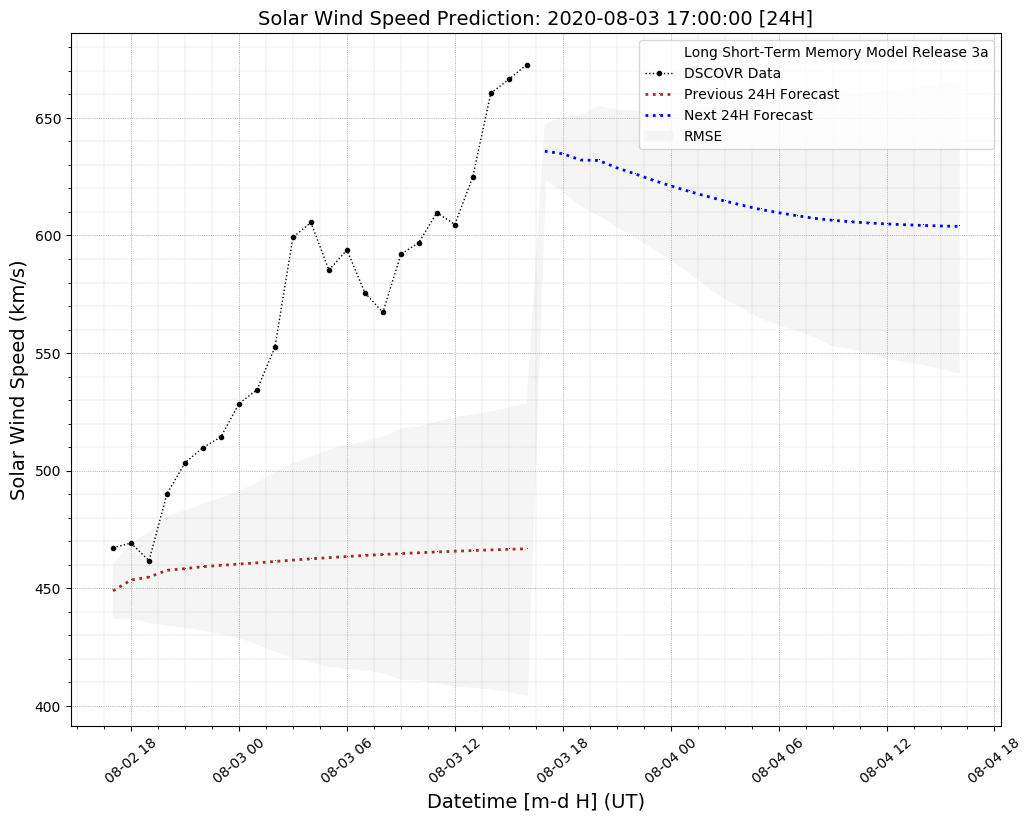 Solar Wind Speed Prediction: 2020-08-03 17:00:00 [24H]
Long Short-Term Memory Model Release 3a
DSCOVR Data
Previous 24H Forecast
Next 24H Forecast
RMSE
Solar Wind Speed (km/s)
650
600
550
500
450
400
08-02 18
08-03 00
08-03 06
08-03 12
08-03 18
08-04 00
08-04 06
08-04 12
08-04 18
Datetime [m-d H] (UT)